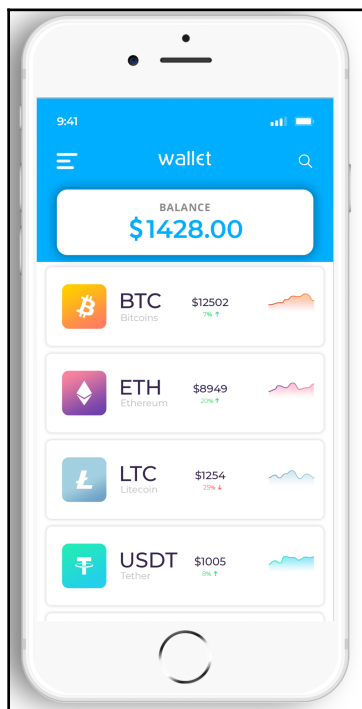 9:41
wallet
BALANCE
$1428.00
BTC
Bitcoins
$12502
7% ↑
ETH
Ethereum
$8949
20% ↑
LTC
Litecoin
$1254
25% ↓
USDT
Tether
$1005
8% ↑